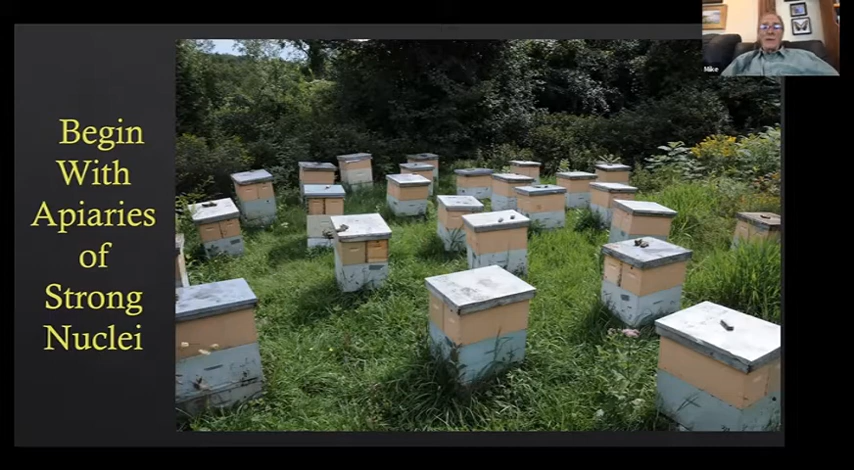 Begin
With
Apiaries
of
Strong
Nuclei
Mike